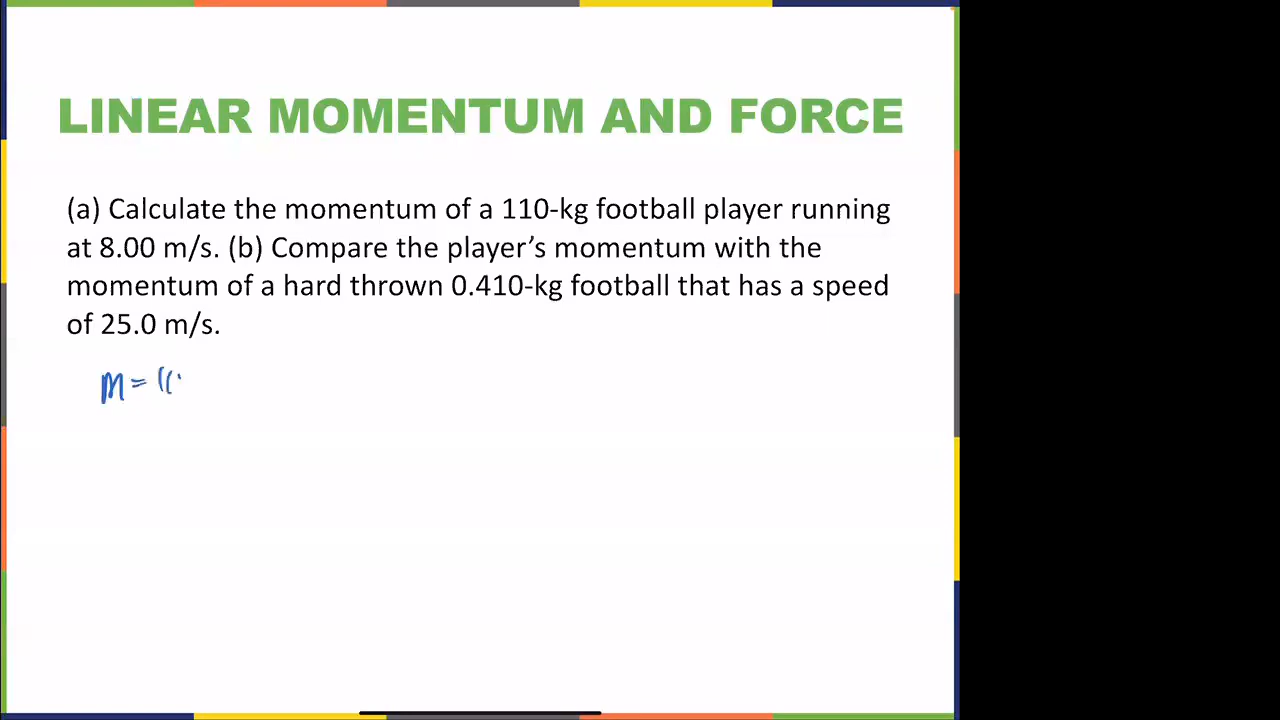 LINEAR MOMENTUM AND FORCE
(a) Calculate the momentum of a 110-kg football player running
at 8.00 m/s. (b) Compare the player’s momentum with the
momentum of a hard thrown 0.410-kg football that has a speed
of 25.0 m/s.
m = 11